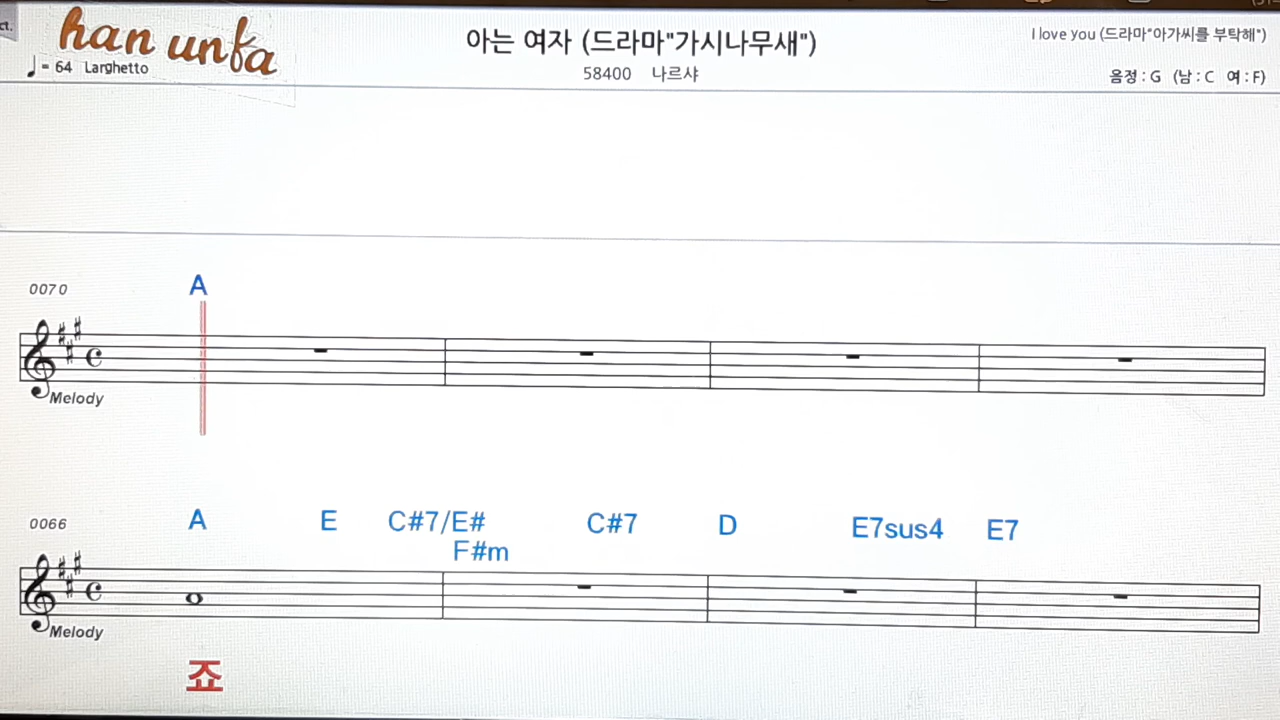 ct.
han unfa
♩= 64 Larghetto
아는 여자 (드라마"가시나무새")
58400 나르샤
I love you (드라마"아가씨를 부탁해")
음정 : G (남 : C 여 : F)
0070
A
Melody
0066
A E C#7/E# C#7 D E7sus4 E7
F#m
Melody
죠